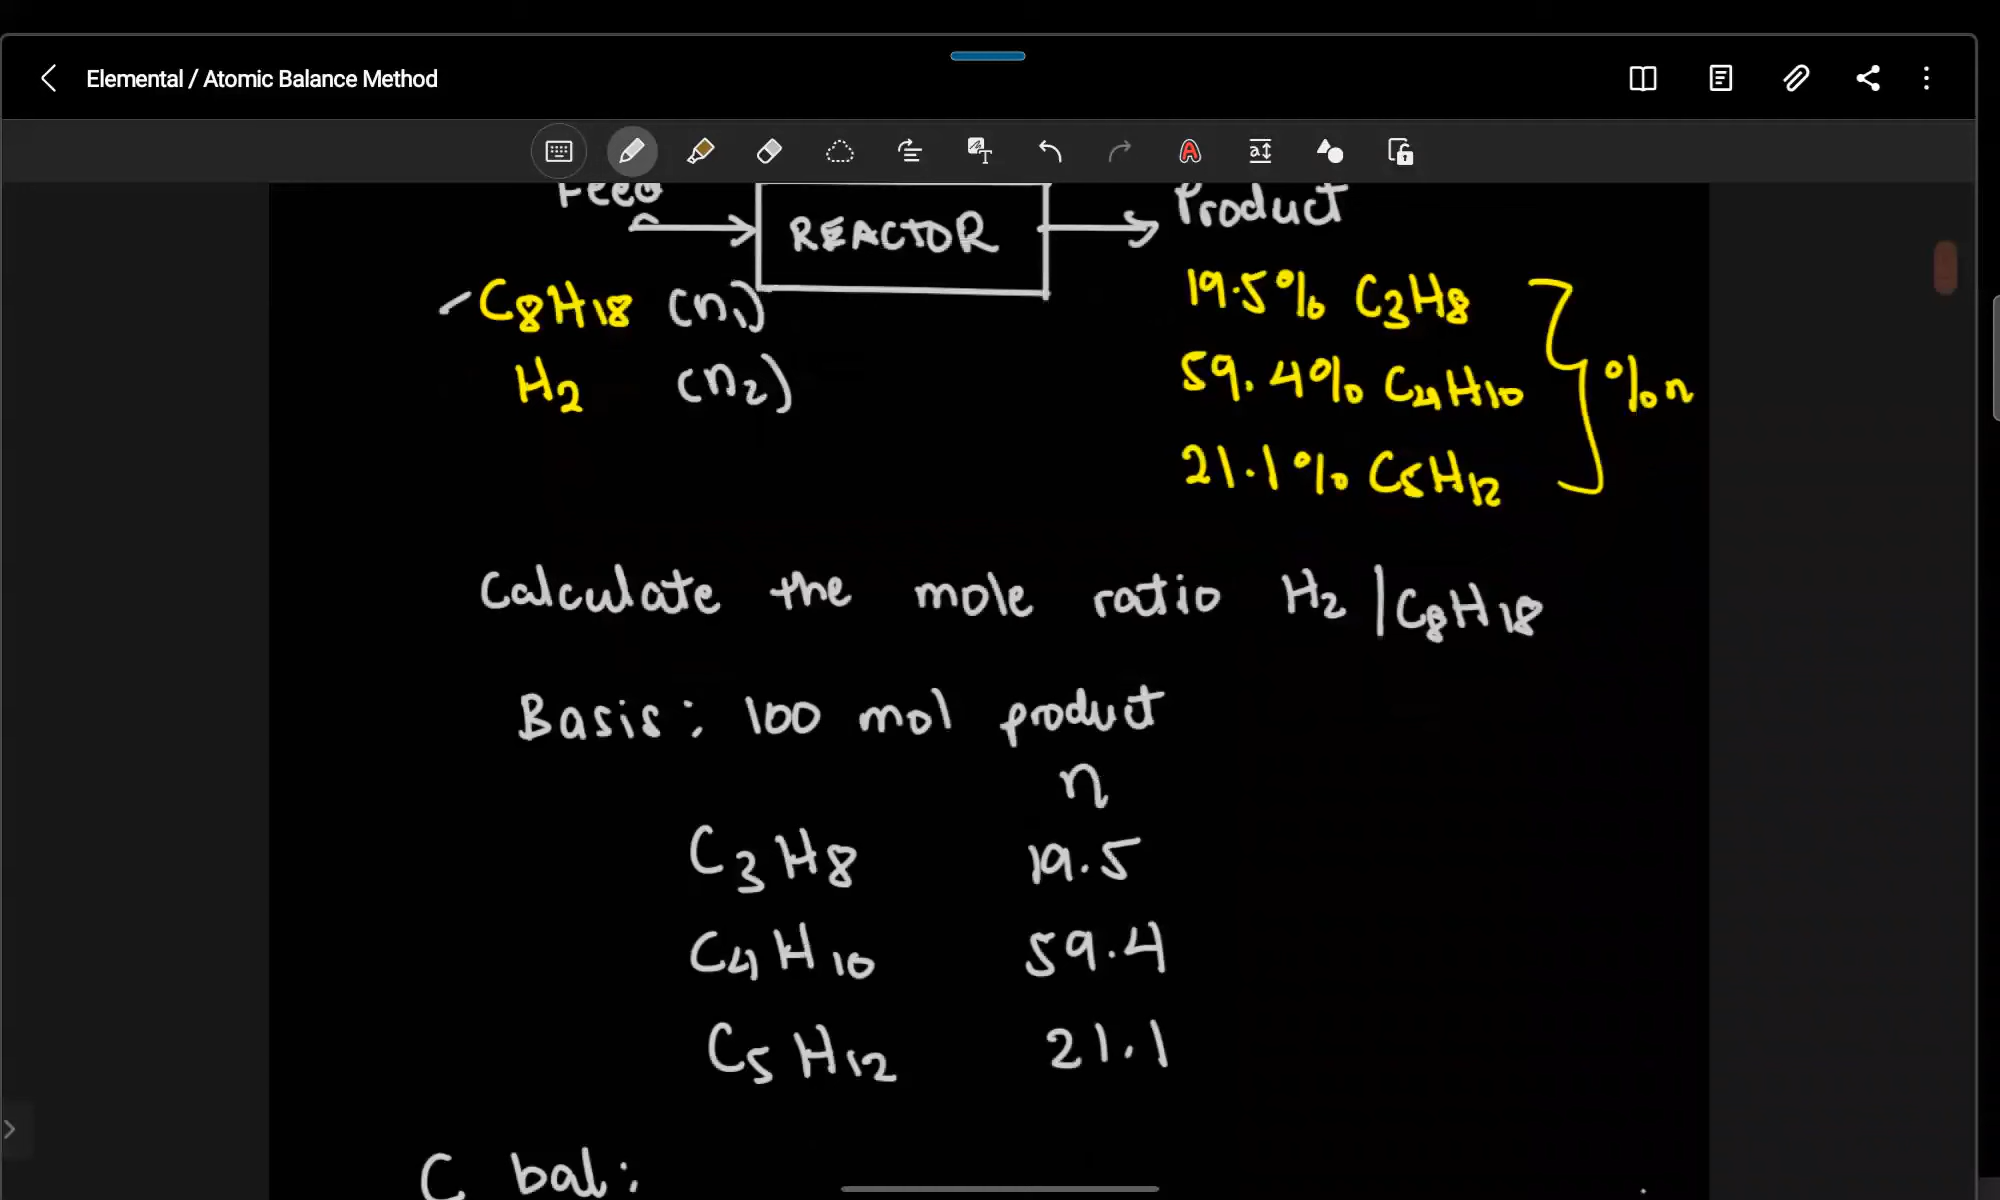 Elemental / Atomic Balance Method
Feed
REACTOR
Product
C8H18 (n1)
H2 (n2)
19.5% C3H8
59.4% C4H10
21.1% C5H12
%n
Calculate the mole ratio H2 | C8H18
Basis: 100 mol product
n
C3H8 19.5
C4H10 59.4
C5H12 21.1
C bal: